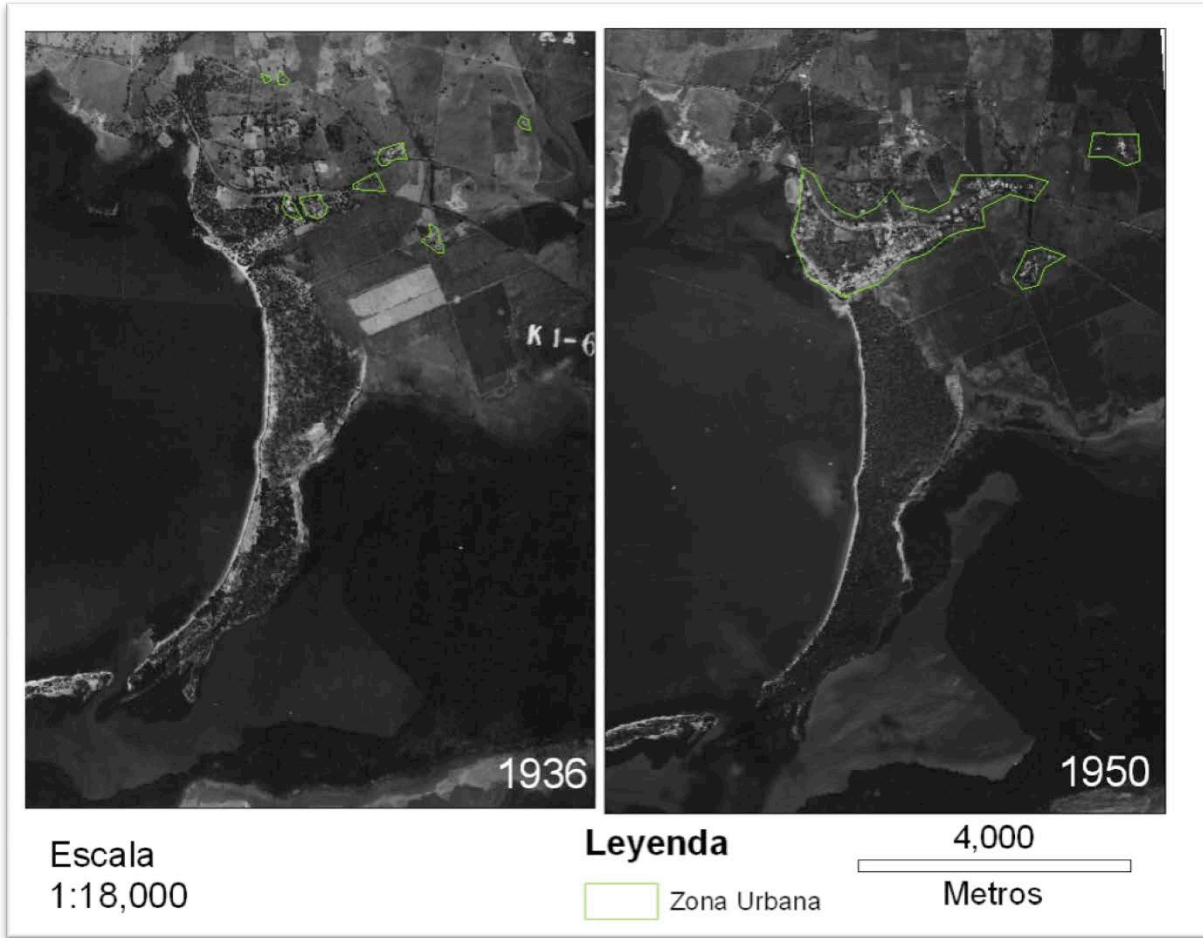 K1-6
1936
1950
Escala
1:18,000
Leyenda
Zona Urbana
4,000
Metros